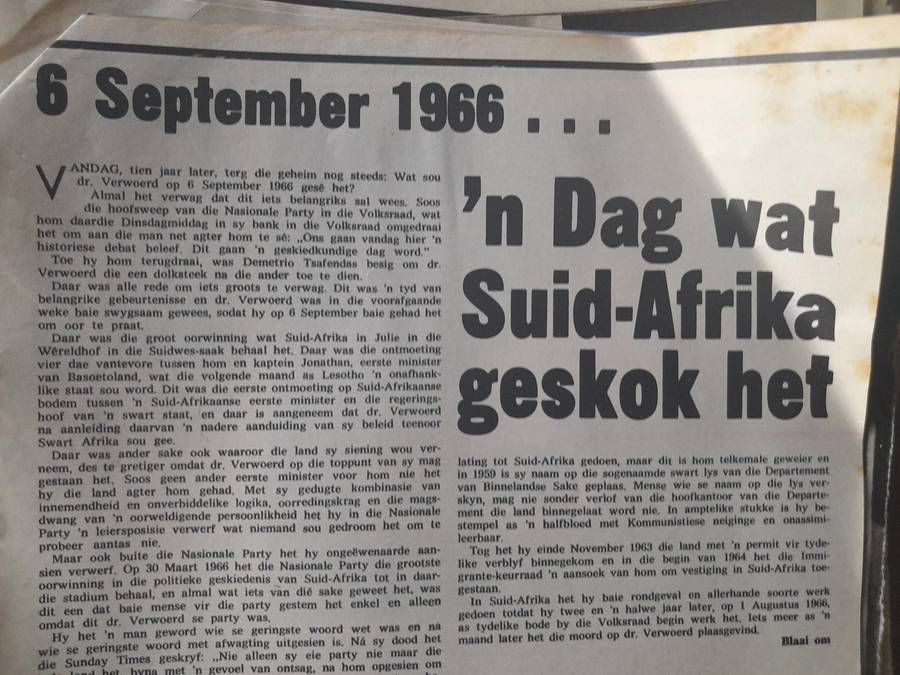 6 September 1966 . . .
VANDAG, tien jaar later, terg die geheim nog steeds: Wat sou
dr. Verwoerd op 6 September 1966 gesê het?
Almal het verwag dat dit iets belangriks sal wees. Soos
die hoofsweep van die Nasionale Party in die Volksraad, wat
hom daardie Dinsdagmiddag in sy bank in die Volksraad omgedraai
het om aan die man net agter hom te sê: „Ons gaan vandag hier 'n
historiese debat beleef. Dit gaan 'n geskiedkundige dag word."
Toe hy hom terugdraai, was Demetrio Tsafendas besig om dr.
Verwoerd die een dolksteek na die ander toe te dien.
Daar was alle rede om iets groots te verwag. Dit was 'n tyd van
belangrike gebeurtenisse en dr. Verwoerd was in die voorafgaande
weke baie swygsaam gewees, sodat hy op 6 September baie gehad het
om oor te praat.
Daar was die groot oorwinning wat Suid-Afrika in Julie in die
Wêreldhof in die Suidwes-saak behaal het. Daar was die ontmoeting
vier dae vantevore tussen hom en kaptein Jonathan, eerste minister
van Basoetoland, wat die volgende maand as Lesotho 'n onafhank-
like staat sou word. Dit was die eerste ontmoeting op Suid-Afrikaanse
bodem tussen 'n Suid-Afrikaanse eerste minister en die regerings-
hoof van 'n swart staat, en daar is aangeneem dat dr. Verwoerd
na aanleiding daarvan 'n nadere aanduiding van sy beleid teenoor
Swart Afrika sou gee.
Daar was ander sake ook waaroor die land sy siening wou ver-
neem, des te gretiger omdat dr. Verwoerd op die toppunt van sy mag
gestaan het. Soos geen ander eerste minister voor hom nie het
hy die land agter hom gehad. Met sy gedugte kombinasie van
innemendheid en onverbiddelike logika, oorredingskrag en die mags-
dwang van 'n oorweldigende persoonlikheid het hy in die Nasionale
Party 'n leiersposisie verwerf wat niemand sou gedroom het om te
probeer aantas nie.
Maar ook buite die Nasionale Party het hy ongeëwenaarde aan-
sien verwerf. Op 30 Maart 1966 het die Nasionale Party die grootste
oorwinning in die politieke geskiedenis van Suid-Afrika tot in daar-
die stadium behaal, en almal wat iets van dié sake geweet het, was
dit een dat baie mense vir die party gestem het enkel en alleen
omdat dit dr. Verwoerd se party was.
Hy het 'n man geword wie se geringste woord wet was en na
wie se geringste woord met afwagting uitgesien is. Ná sy dood het
die Sunday Times geskryf: „Nie alleen sy eie party nie maar die
land het, byna met 'n gevoel van ontsag, na hom opgesien om
'n Dag wat
Suid-Afrika
geskok het
lating tot Suid-Afrika gedoen, maar dit is hom telkemale geweier en
in 1959 is sy naam op die sogenaamde swart lys van die Departement
van Binnelandse Sake geplaas. Mense wie se naam op die lys ver-
skyn, mag nie sonder verlof van die hoofkantoor van die Departe-
ment die land binnegelaat word nie. In amptelike stukke is hy be-
stempel as 'n halfbloed met Kommunistiese neiginge en onassimi-
leerbaar.
Tog het hy einde November 1963 die land met 'n permit vir tyde-
like verblyf binnegekom en in die begin van 1964 het die Immi-
grante-keurraad 'n aansoek van hom om vestiging in Suid-Afrika toe-
gestaan.
In Suid-Afrika het hy baie rondgeval en allerhande soorte werk
gedoen totdat hy twee en 'n halwe jaar later, op 1 Augustus 1966,
as tydelike bode by die Volksraad begin werk het. Iets meer as 'n
maand later het die moord op dr. Verwoerd plaasgevind.
Blaai om